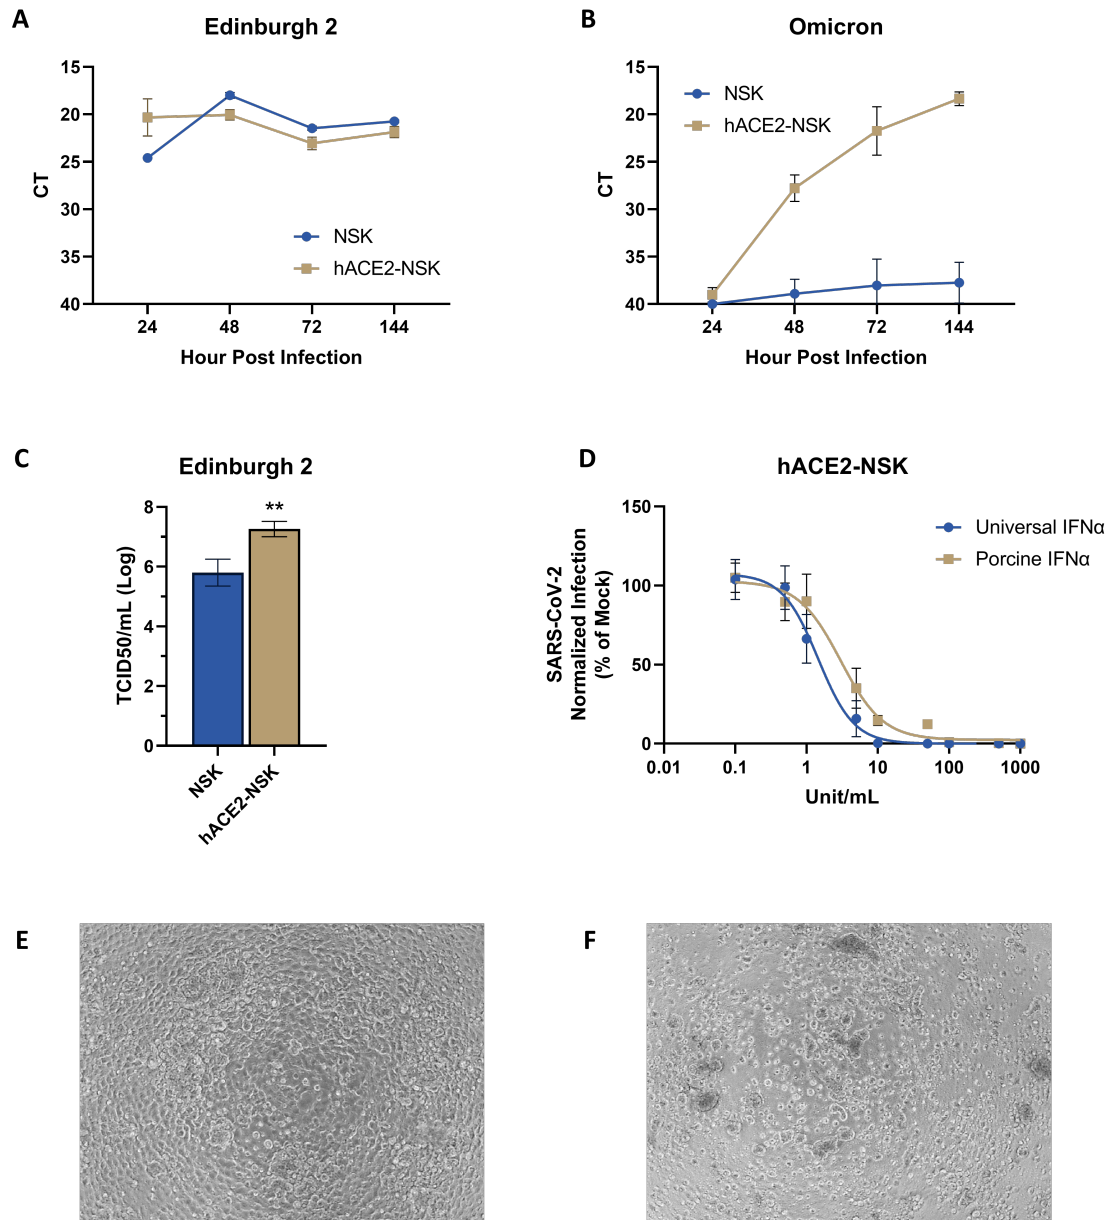 A
Edinburgh 2
15
20
25
30
35
40
CT
NSK
hACE2-NSK
24 48 72 144
Hour Post Infection
B
Omicron
15
20
25
30
35
40
CT
NSK
hACE2-NSK
24 48 72 144
Hour Post Infection
C
Edinburgh 2
8
6
4
2
0
TCID50/mL (Log)
**
NSK
hACE2-NSK
D
hACE2-NSK
150
100
50
0
SARS-CoV-2
Normalized Infection
(% of Mock)
Universal IFNα
Porcine IFNα
0.01 0.1 1 10 100 1000
Unit/mL
E
F